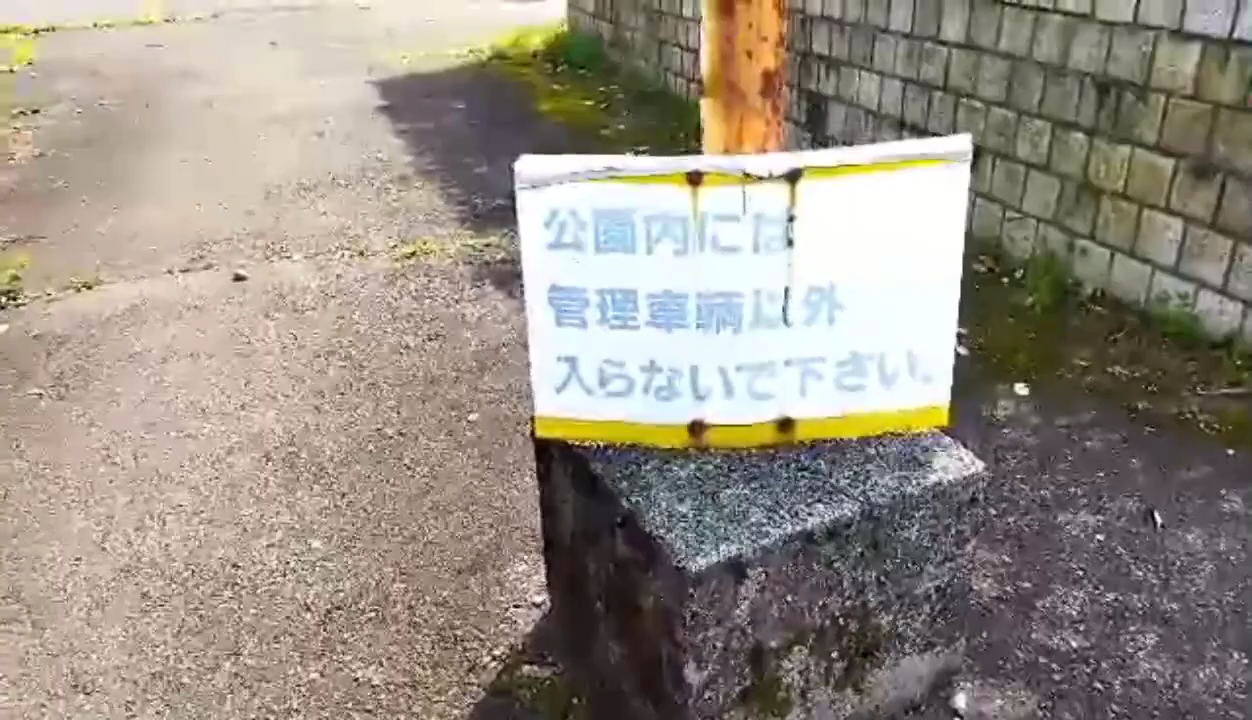 公園内には
管理車輌以外
入らないで下さい。